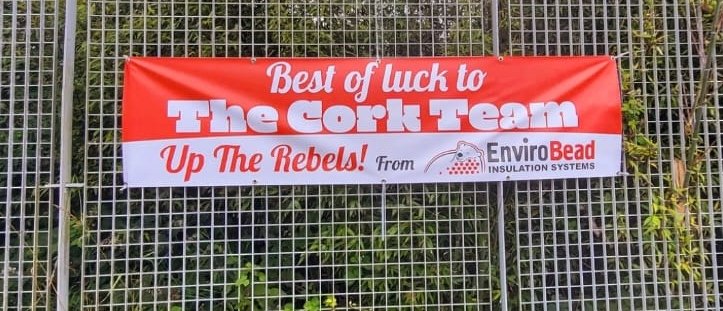 Best of luck to
The Cork Team
Up The Rebels! From EnviroBead
INSULATION SYSTEMS